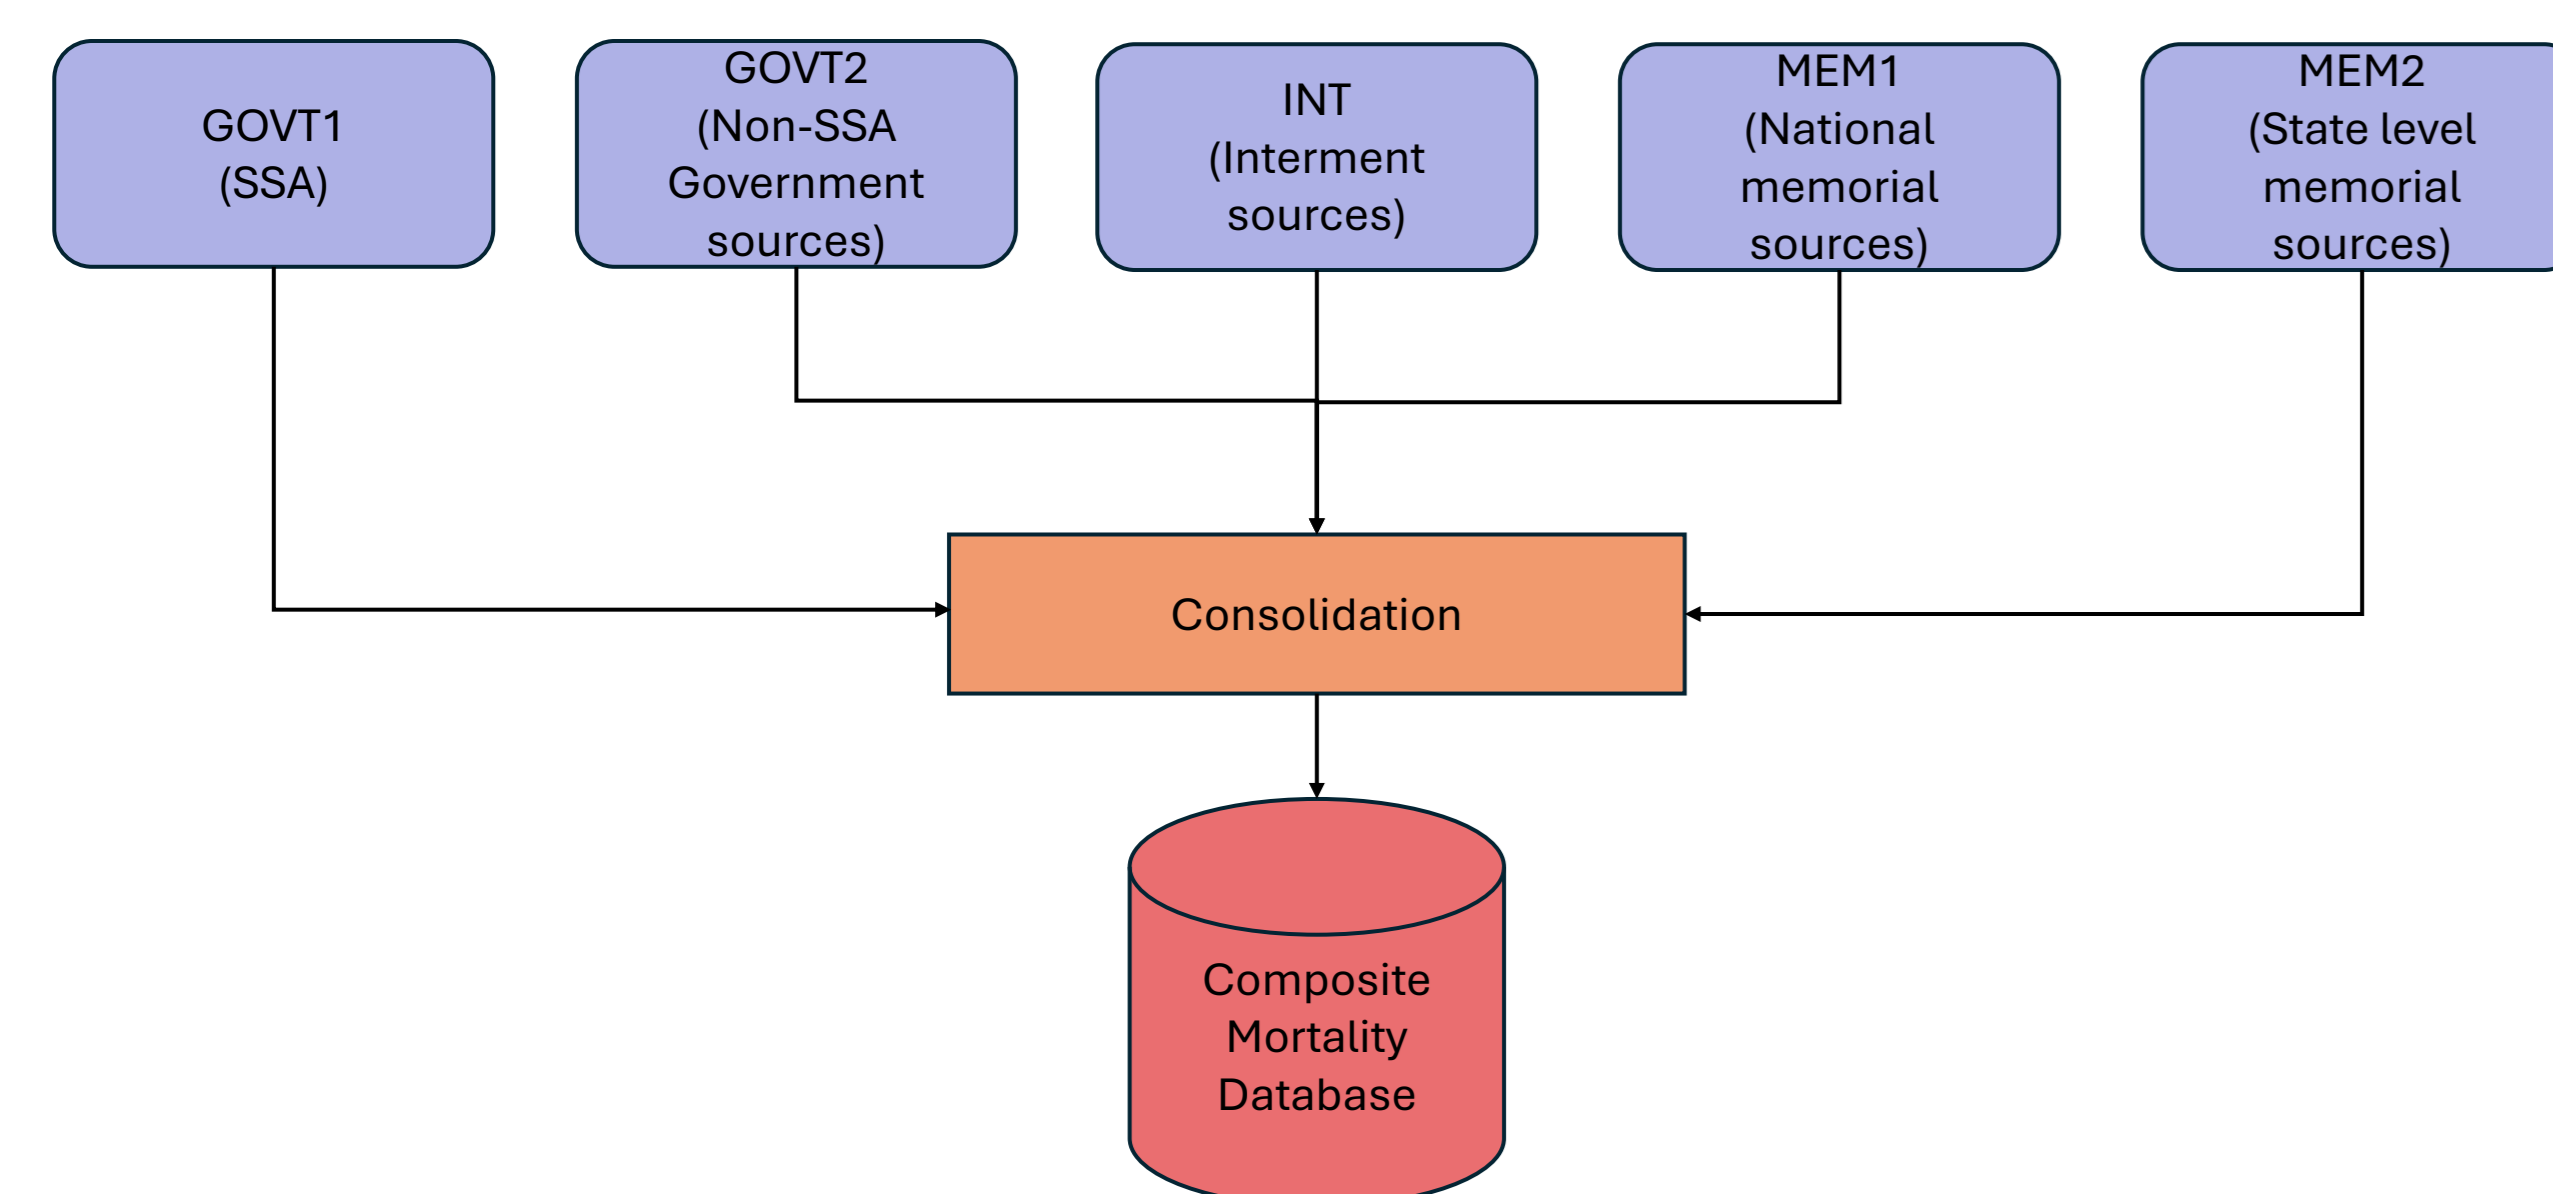 GOVT1
(SSA)
GOVT2
(Non-SSA
Government
sources)
INT
(Interment
sources)
MEM1
(National
memorial
sources)
MEM2
(State level
memorial
sources)
Consolidation
Composite
Mortality
Database